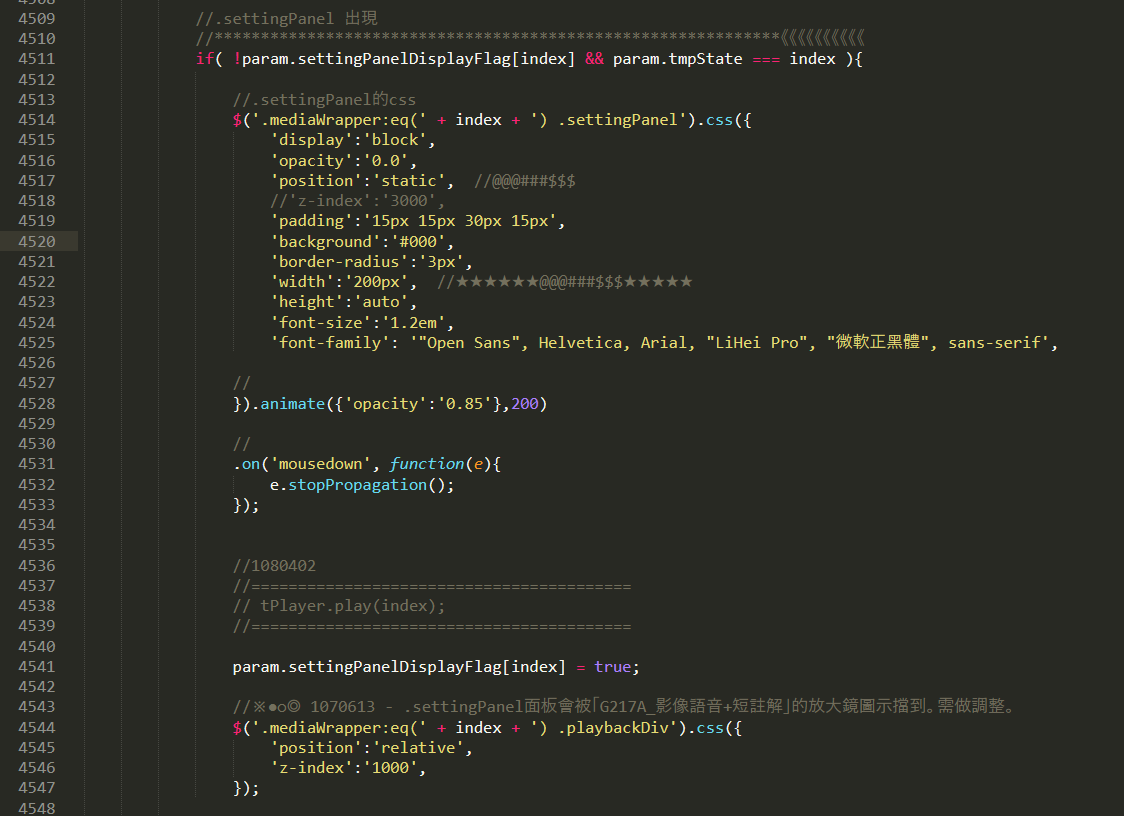 4509 //.settingPanel 出現
4510 //*************************************************************《《《《《《《《《《
4511 if( !param.settingPanelDisplayFlag[index] && param.tmpState === index ){
4512
4513 //.settingPanel的css
4514 $('.mediaWrapper:eq(' + index + ') .settingPanel').css({
4515 'display':'block',
4516 'opacity':'0.0',
4517 'position':'static',  //@@@###$$$
4518 //'z-index':'3000',
4519 'padding':'15px 15px 30px 15px',
4520 'background':'#000',
4521 'border-radius':'3px',
4522 'width':'200px',  //★★★★★★@@@###$$$★★★★★
4523 'height':'auto',
4524 'font-size':'1.2em',
4525 'font-family': '"Open Sans", Helvetica, Arial, "LiHei Pro", "微軟正黑體", sans-serif',
4526
4527 //
4528 }).animate({'opacity':'0.85'},200)
4529
4530 //
4531 .on('mousedown', function(e){
4532 e.stopPropagation();
4533 });
4534
4535
4536 //1080402
4537 //=========================================
4538 // tPlayer.play(index);
4539 //=========================================
4540
4541 param.settingPanelDisplayFlag[index] = true;
4542
4543 //※●○◎ 1070613 - .settingPanel面板會被「G217A_影像語音+短註解」的放大鏡圖示擋到。需做調整。
4544 $('.mediaWrapper:eq(' + index + ') .playbackDiv').css({
4545 'position':'relative',
4546 'z-index':'1000',
4547 });
4548